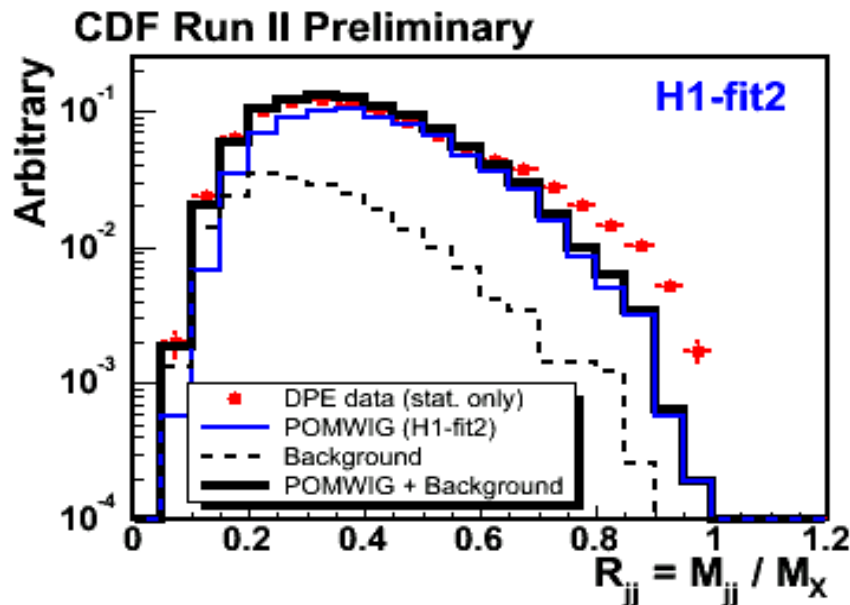 CDF Run II Preliminary
H1-fit2
Arbitrary
10⁻¹
10⁻²
10⁻³
10⁻⁴
DPE data (stat. only)
POMWIG (H1-fit2)
Background
POMWIG + Background
0 0.2 0.4 0.6 0.8 1 1.2
R_jj = M_jj / M_X